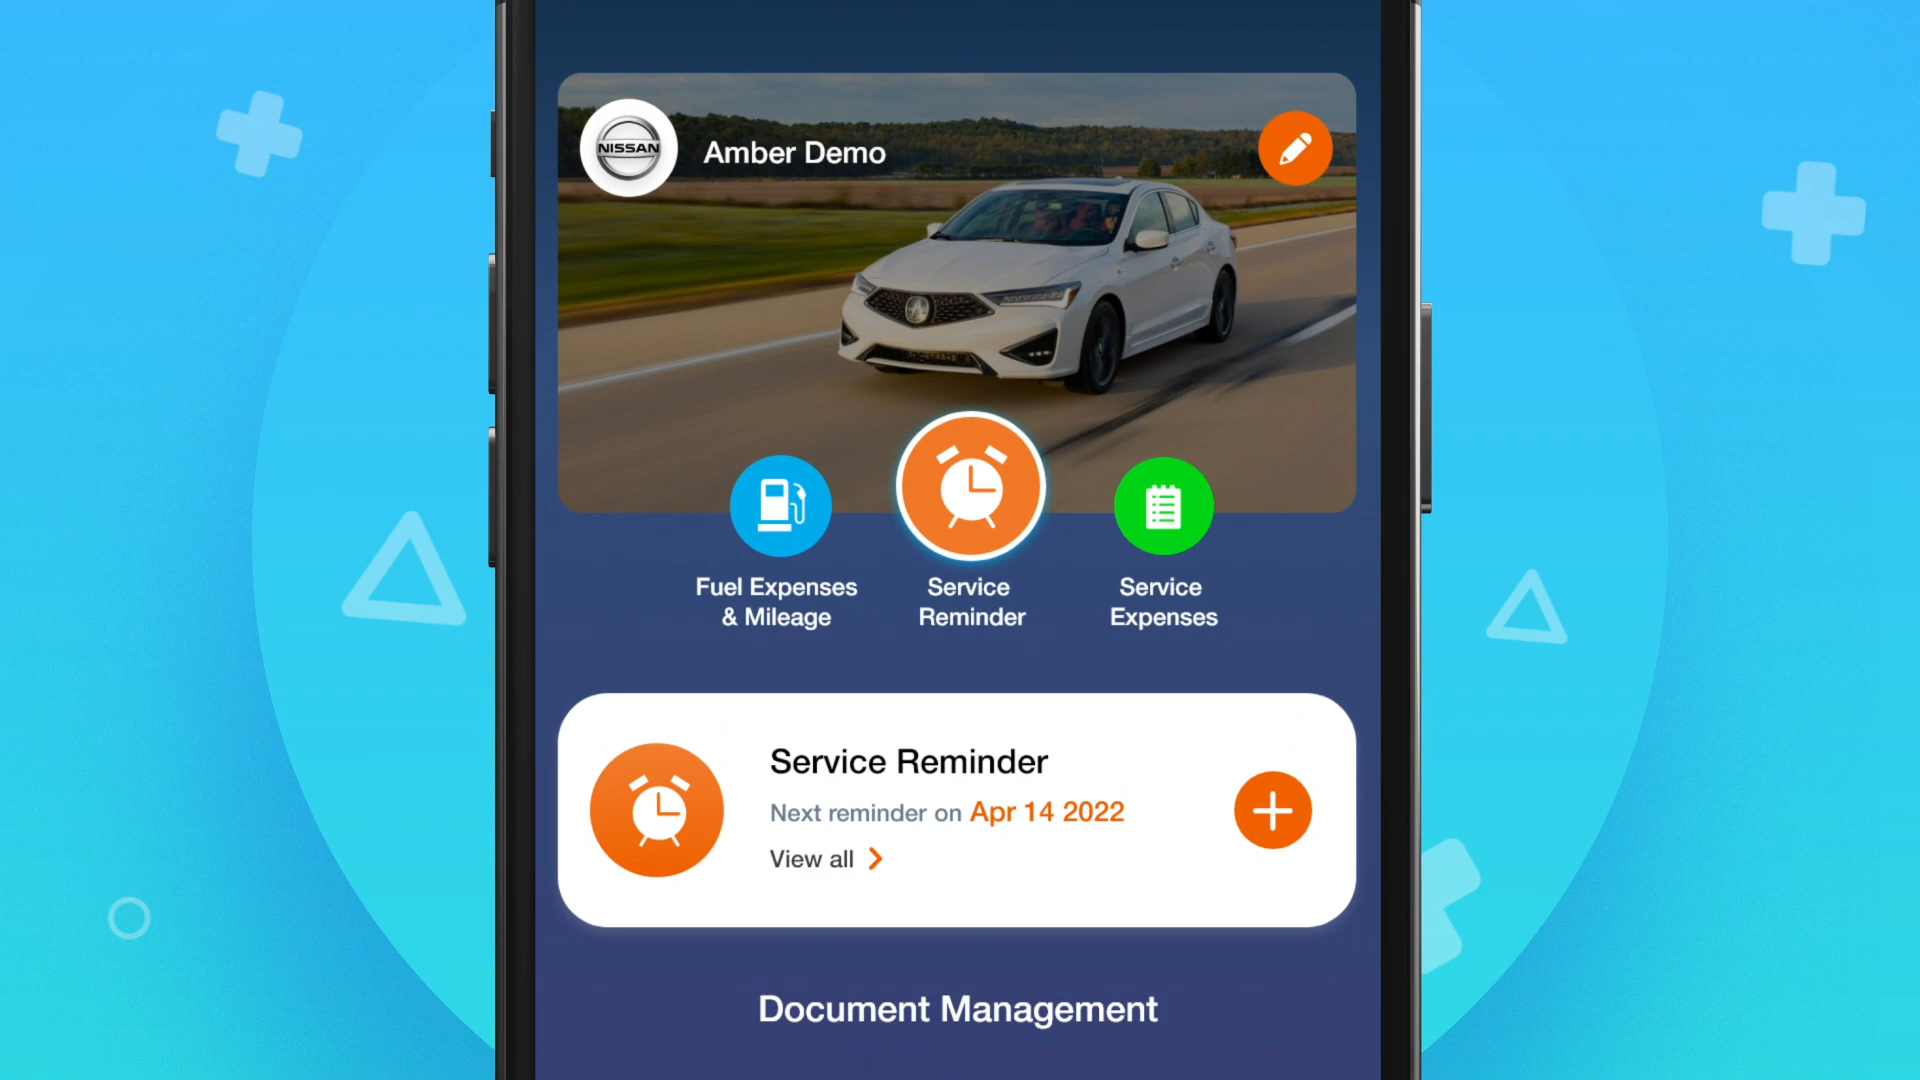 NISSAN
Amber Demo
Fuel Expenses
& Mileage
Service
Reminder
Service
Expenses
Service Reminder
Next reminder on Apr 14 2022
View all
Document Management